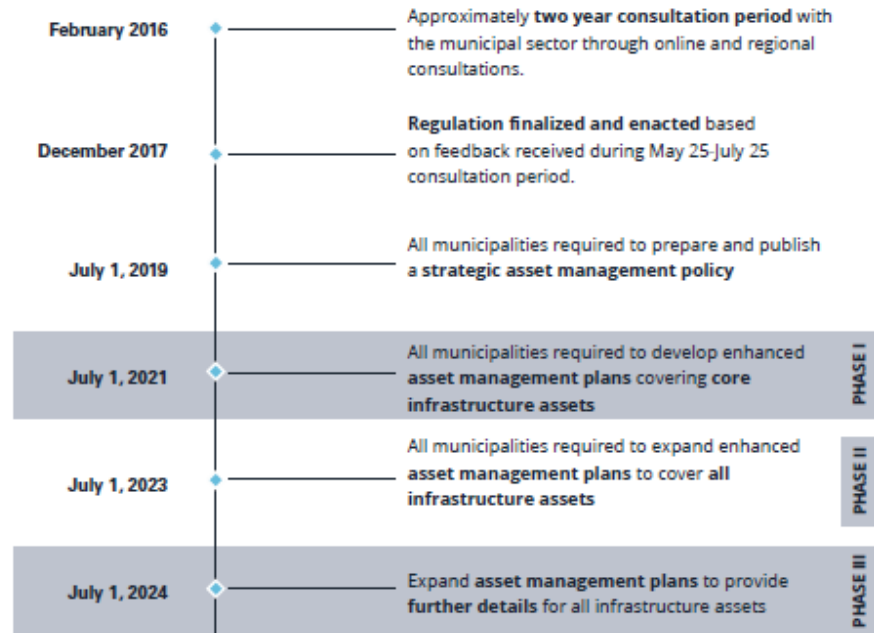 February 2016
Approximately two year consultation period with
the municipal sector through online and regional
consultations.
December 2017
Regulation finalized and enacted based
on feedback received during May 25-July 25
consultation period.
July 1, 2019
All municipalities required to prepare and publish
a strategic asset management policy
July 1, 2021
All municipalities required to develop enhanced
asset management plans covering core
infrastructure assets
PHASE I
July 1, 2023
All municipalities required to expand enhanced
asset management plans to cover all
infrastructure assets
PHASE II
July 1, 2024
Expand asset management plans to provide
further details for all infrastructure assets
PHASE III